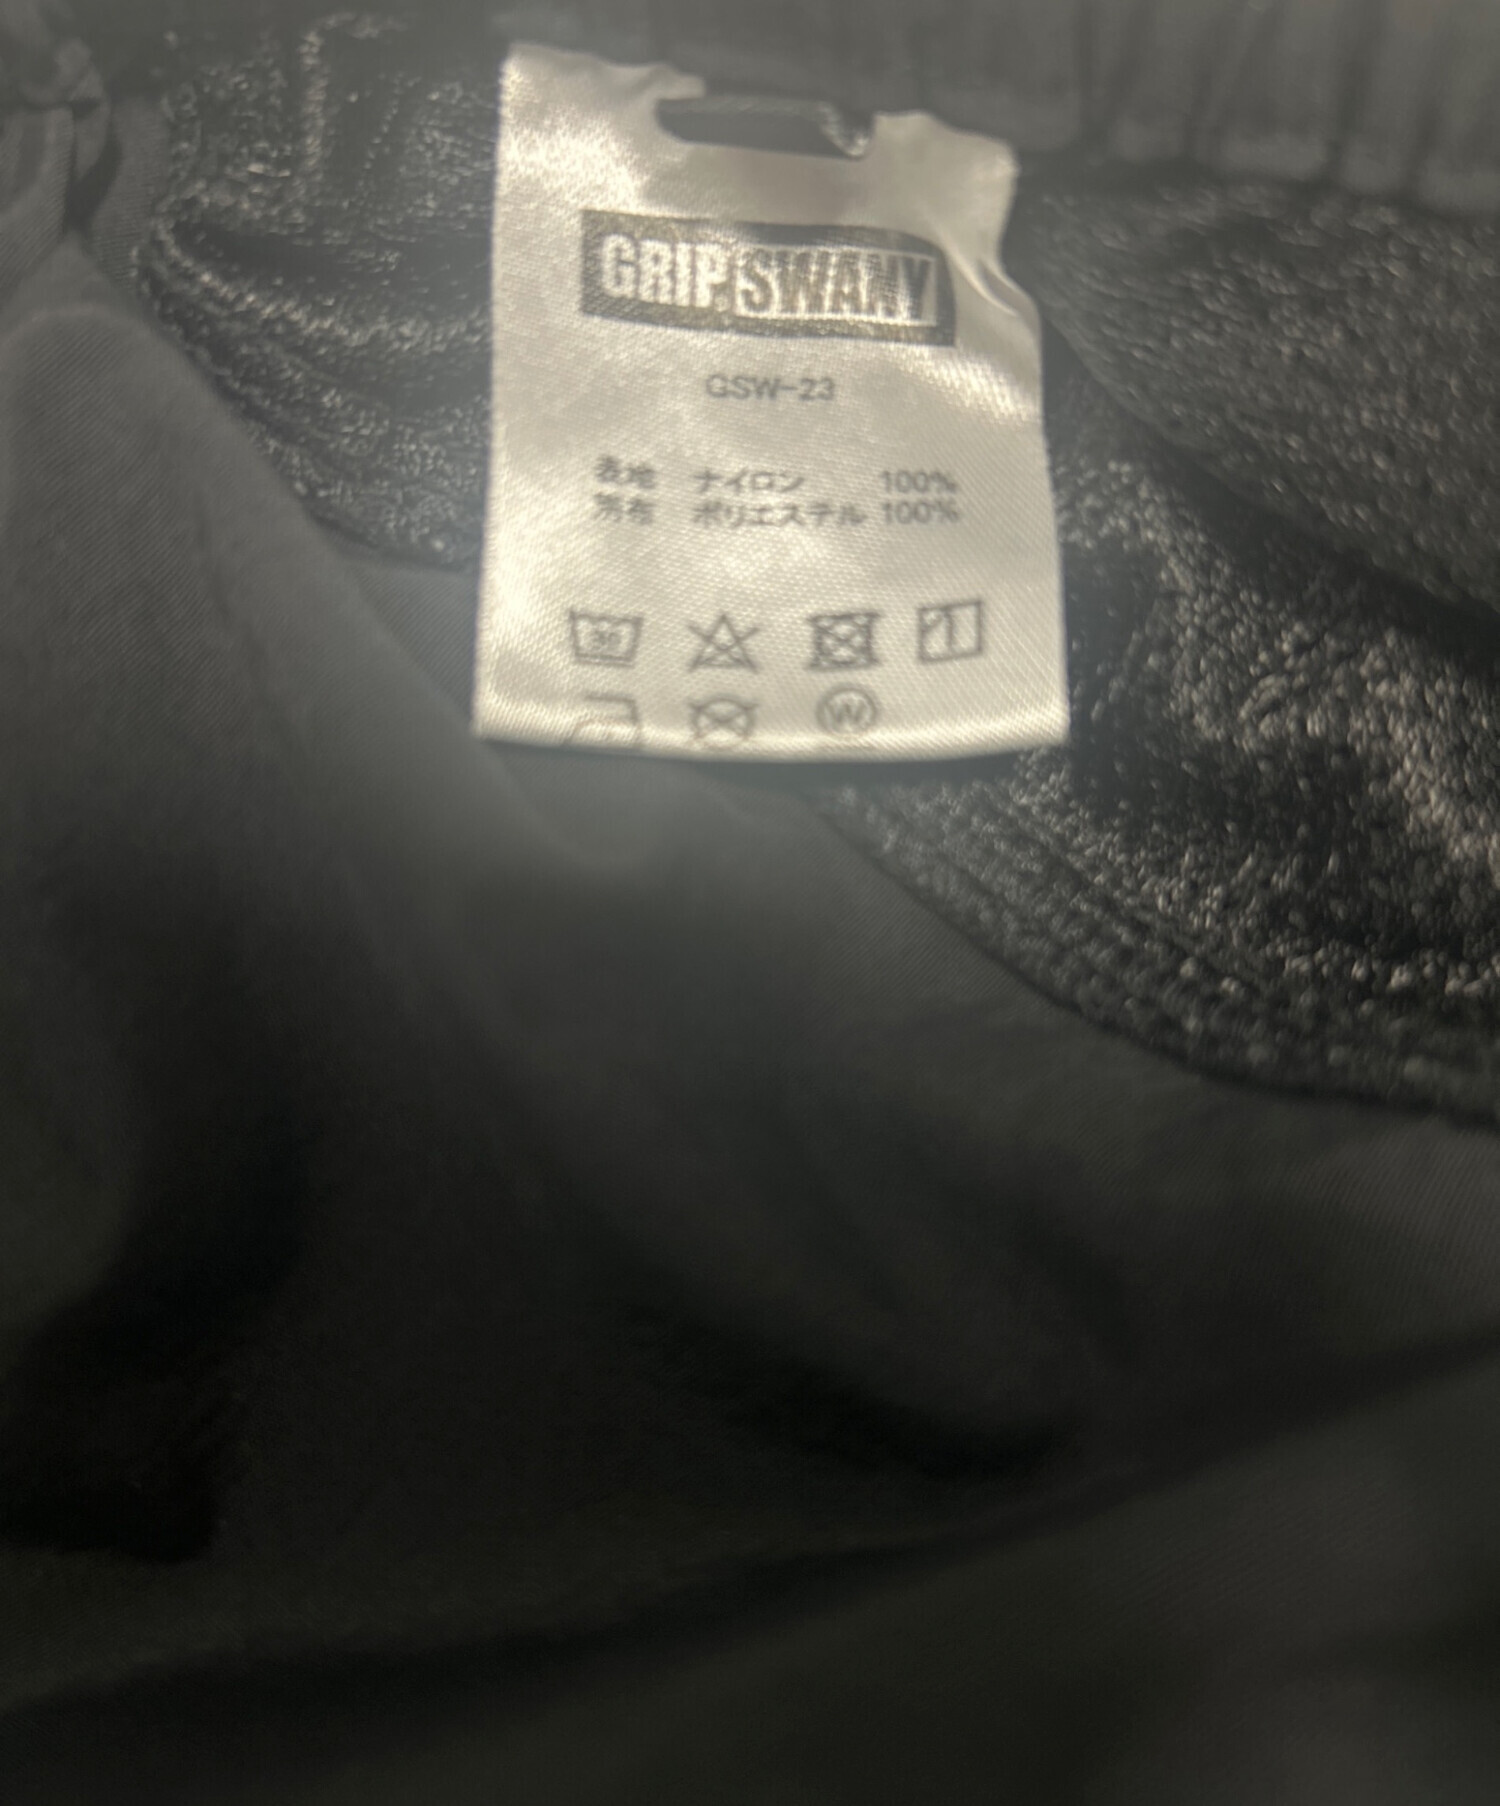 GRIP SWANY
GSW-23
表地 ナイロン 100%
別布 ポリエステル 100%
30
W